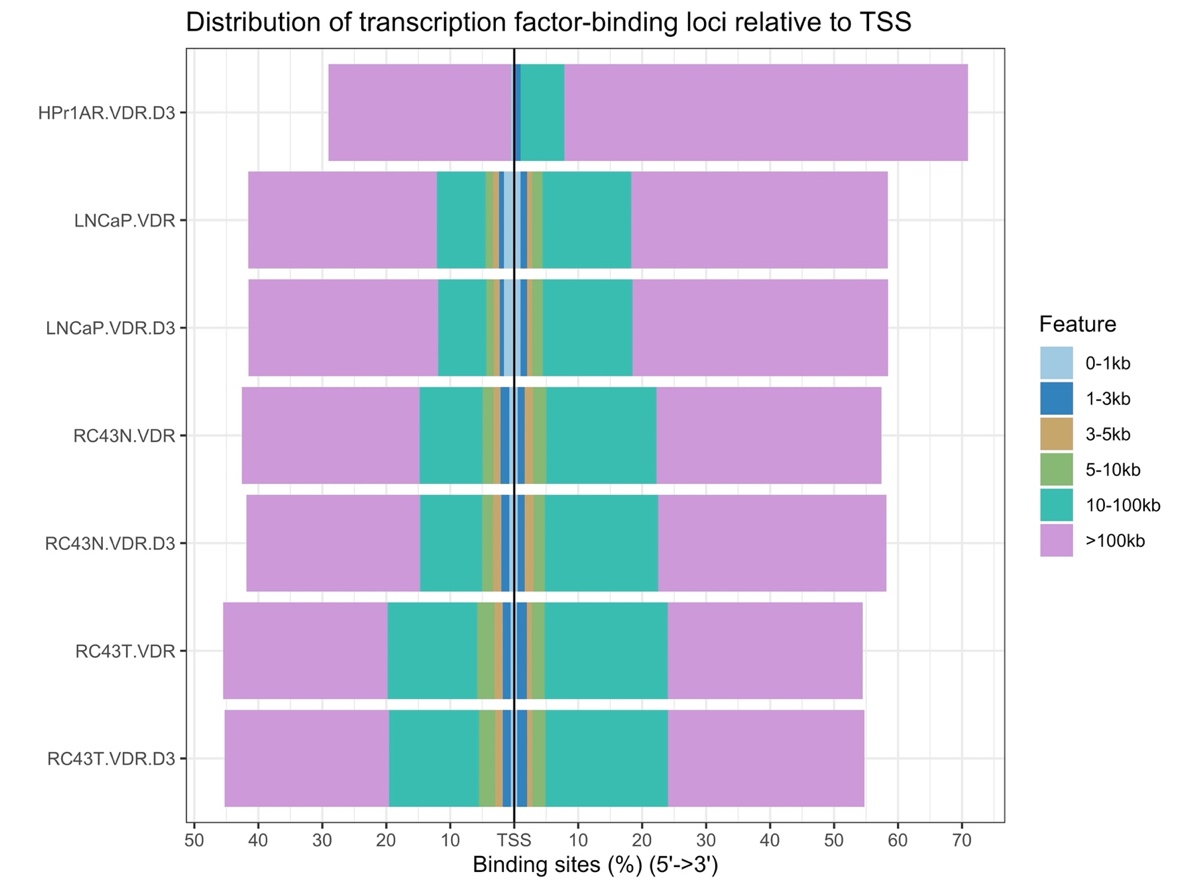 Distribution of transcription factor-binding loci relative to TSS
HPr1AR.VDR.D3
LNCaP.VDR
LNCaP.VDR.D3
RC43N.VDR
RC43N.VDR.D3
RC43T.VDR
RC43T.VDR.D3
50 40 30 20 10 TSS 10 20 30 40 50 60 70
Binding sites (%) (5'->3')
Feature
0-1kb
1-3kb
3-5kb
5-10kb
10-100kb
>100kb